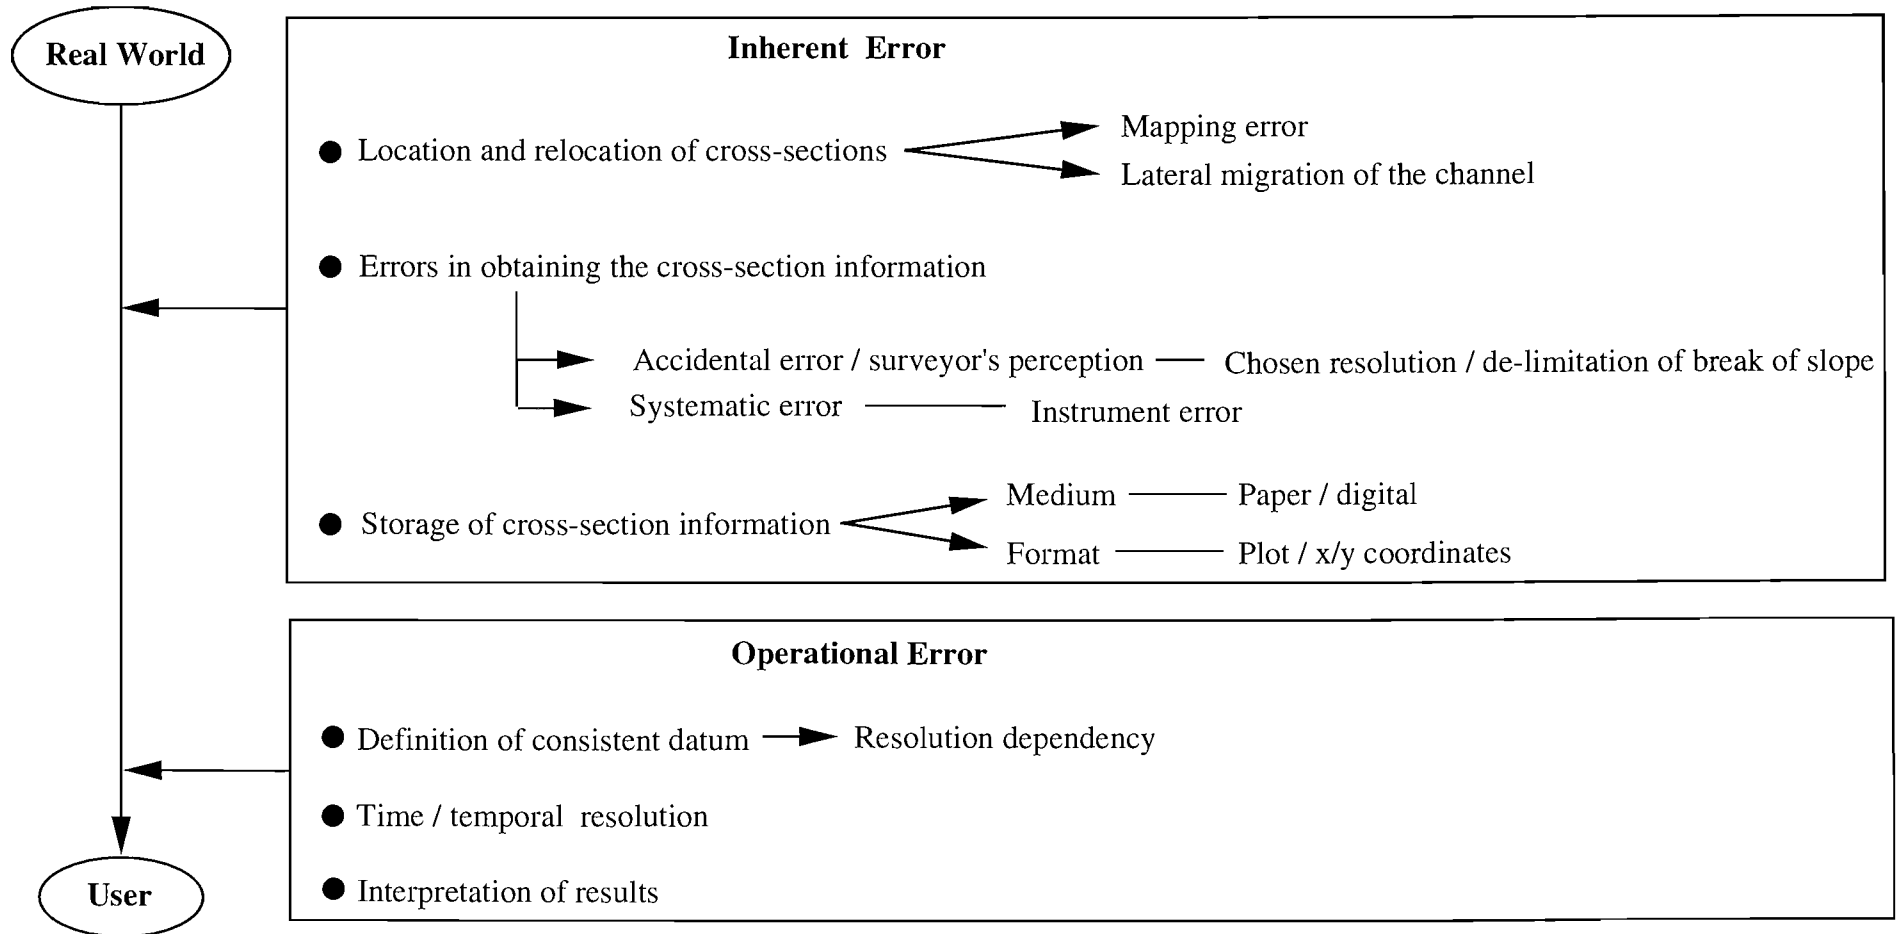 Real World
Inherent Error
Location and relocation of cross-sections
Mapping error
Lateral migration of the channel
Errors in obtaining the cross-section information
Accidental error / surveyor's perception
Chosen resolution / de-limitation of break of slope
Systematic error
Instrument error
Storage of cross-section information
Medium
Paper / digital
Format
Plot / x/y coordinates
Operational Error
Definition of consistent datum
Resolution dependency
Time / temporal resolution
Interpretation of results
User